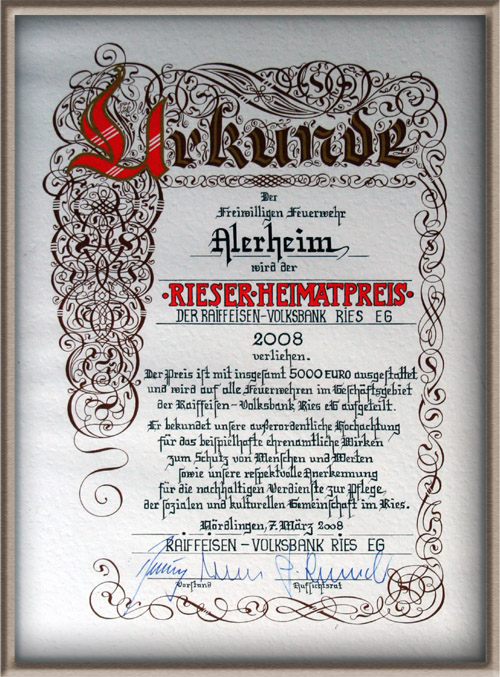 Urkunde
Der
Freiwilligen Feuerwehr
Alerheim
wird der
·RIESER·HEIMATPREIS·
DER RAIFFEISEN-VOLKSBANK RIES EG
2008
verliehen.
Der Preis ist mit insgesamt 5000 EURO ausgestattet
und wird auf alle Feuerwehren im Geschäftsgebiet
der Raiffeisen-Volksbank Ries eG aufgeteilt.
Er bekundet unsere außerordentliche Hochachtung
für das beispielhafte ehrenamtliche Wirken
zum Schutz von Menschen und Werten
sowie unsere respektvolle Anerkennung
für die nachhaltigen Verdienste zur Pflege
der sozialen und kulturellen Gemeinschaft im Ries.
Nördlingen, 7. März 2008
RAIFFEISEN-VOLKSBANK RIES EG
Vorstand Aufsichtsrat